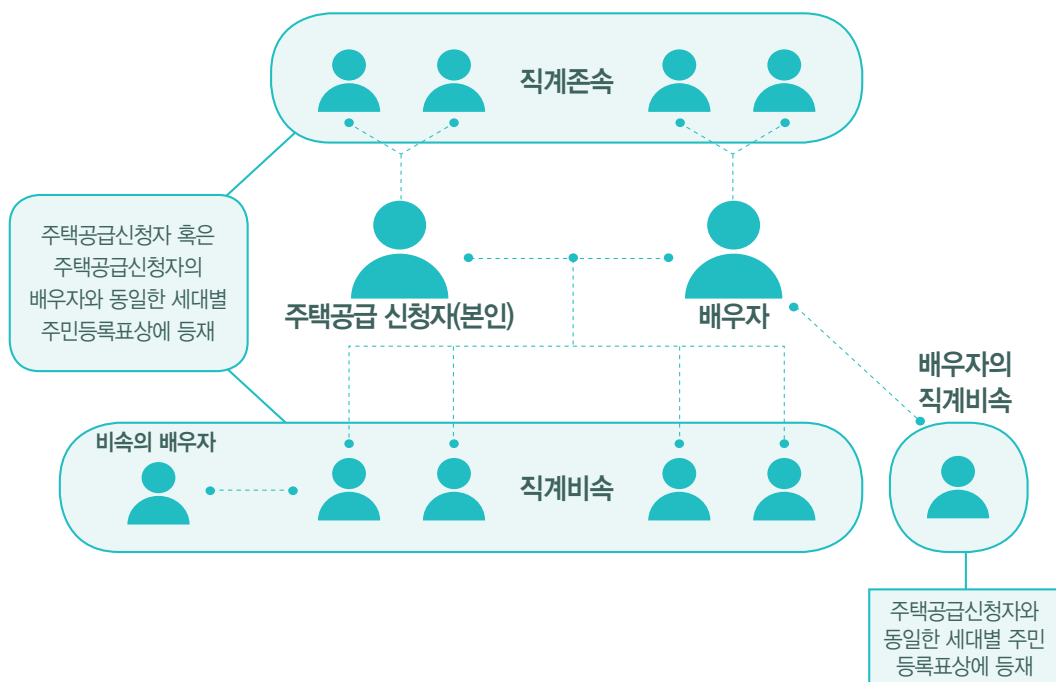 직계존속
주택공급신청자 혹은
주택공급신청자의
배우자와 동일한 세대별
주민등록표상에 등재
주택공급 신청자(본인)
배우자
배우자의
직계비속
비속의 배우자
직계비속
주택공급신청자와
동일한 세대별 주민
등록표상에 등재